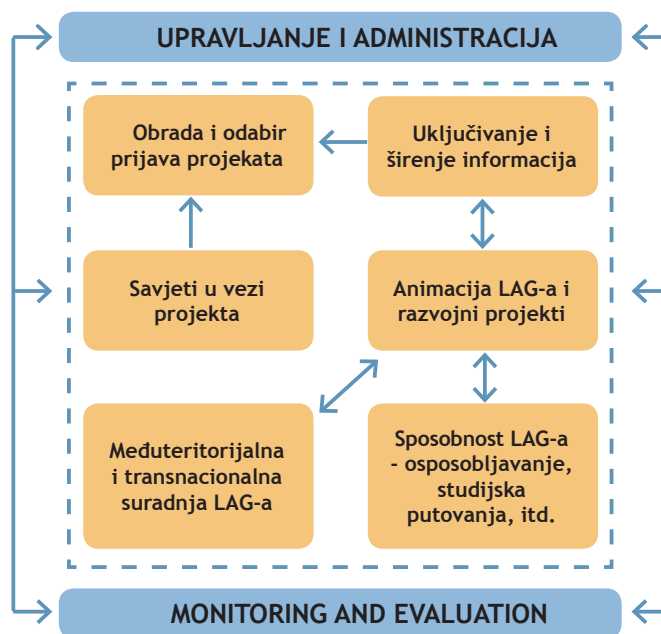 UPRAVLJANJE I ADMINISTRACIJA
Obrada i odabir
prijava projekata
Uključivanje i
širenje informacija
Savjeti u vezi
projekta
Animacija LAG-a i
razvojni projekti
Međuteritorijalna
i transnacionalna
suradnja LAG-a
Sposobnost LAG-a
- osposobljavanje,
studijska
putovanja, itd.
MONITORING AND EVALUATION